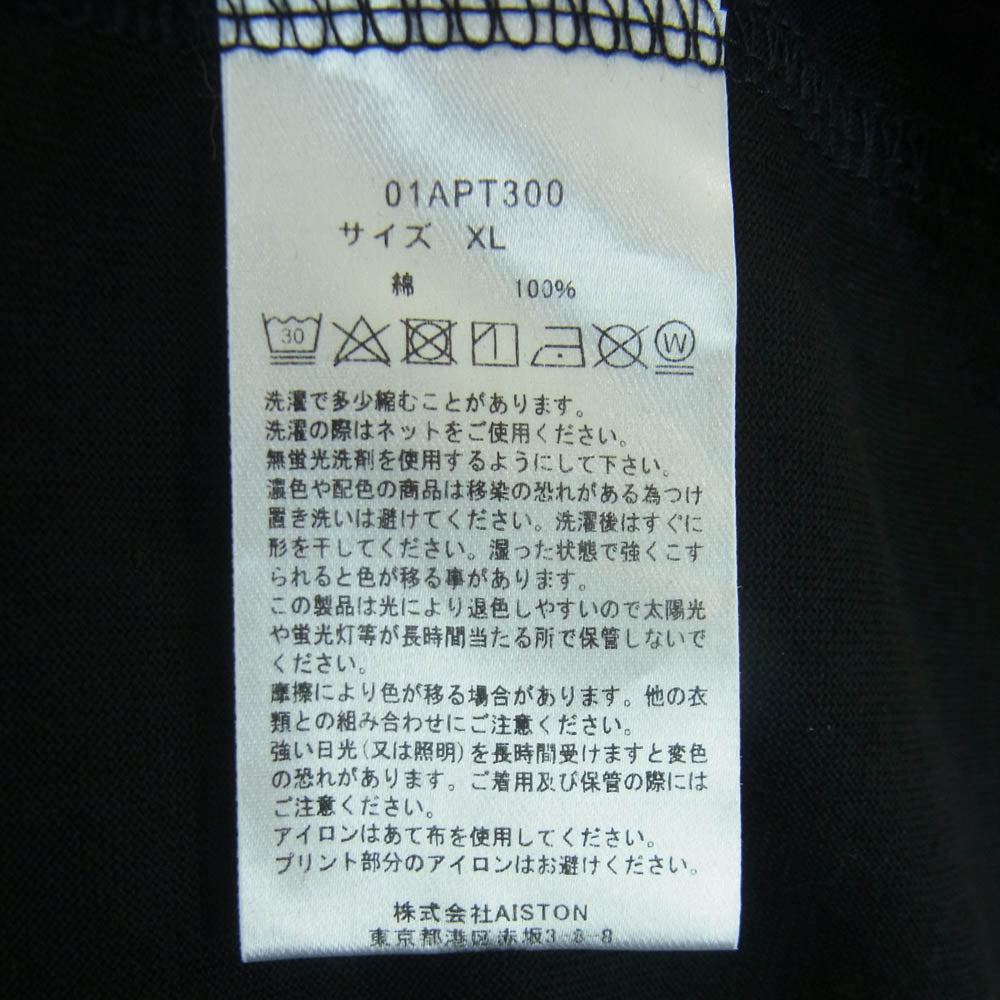 01APT300
サイズ XL
綿 100%
30 W
洗濯で多少縮むことがあります。
洗濯の際はネットをご使用ください。
無蛍光洗剤を使用するようにして下さい。
濃色や配色の商品は移染の恐れがある為つけ
置き洗いは避けてください。洗濯後はすぐに
形を干してください。湿った状態で強くこす
られると色が移る事があります。
この製品は光により退色しやすいので太陽光
や蛍光灯等が長時間当たる所で保管しないで
ください。
摩擦により色が移る場合があります。他の衣
類との組み合わせにご注意ください。
強い日光(又は照明)を長時間受けますと変色
の恐れがあります。ご着用及び保管の際には
ご注意ください。
アイロンはあて布を使用してください。
プリント部分のアイロンはお避けください。
株式会社AISTON
東京都港区赤坂3-8-8